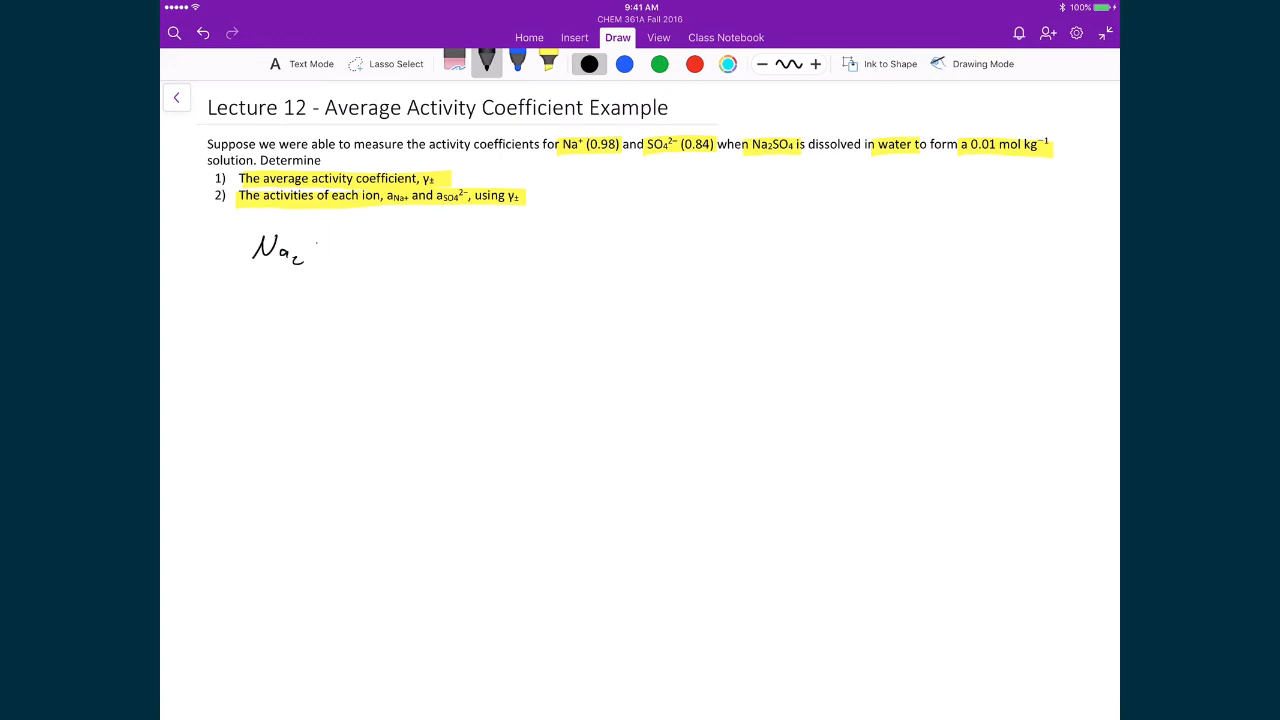 9:41 AM
100%
CHEM 361A Fall 2016
Home Insert Draw View Class Notebook
Text Mode Lasso Select Ink to Shape Drawing Mode
Lecture 12 - Average Activity Coefficient Example
Suppose we were able to measure the activity coefficients for Na⁺ (0.98) and SO₄²⁻ (0.84) when Na₂SO₄ is dissolved in water to form a 0.01 mol kg⁻¹
solution. Determine
1) The average activity coefficient, γ±
2) The activities of each ion, aNa+ and aSO4²⁻, using γ±
Na₂